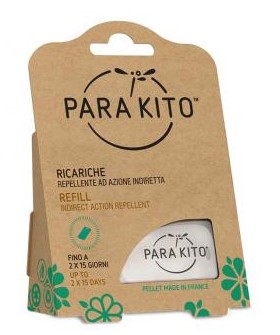 PARA KITO™
RICARICHE
REPELLENTE AD AZIONE INDIRETTA
REFILL
INDIRECT ACTION REPELLENT
FINO A
2 X 15 GIORNI
UP TO
2 X 15 DAYS
PARA KITO
PELLET MADE IN FRANCE